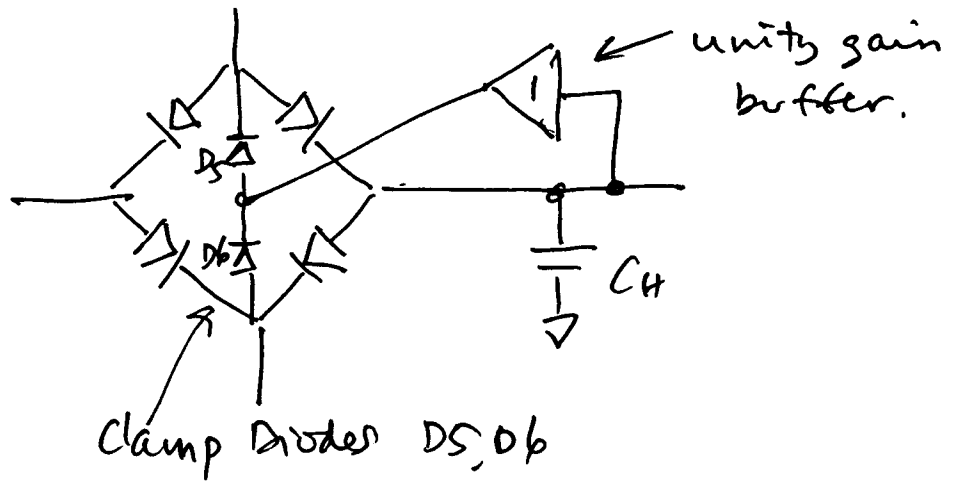 unity gain
buffer.
1
D5
D6
CH
Clamp Diodes D5, D6